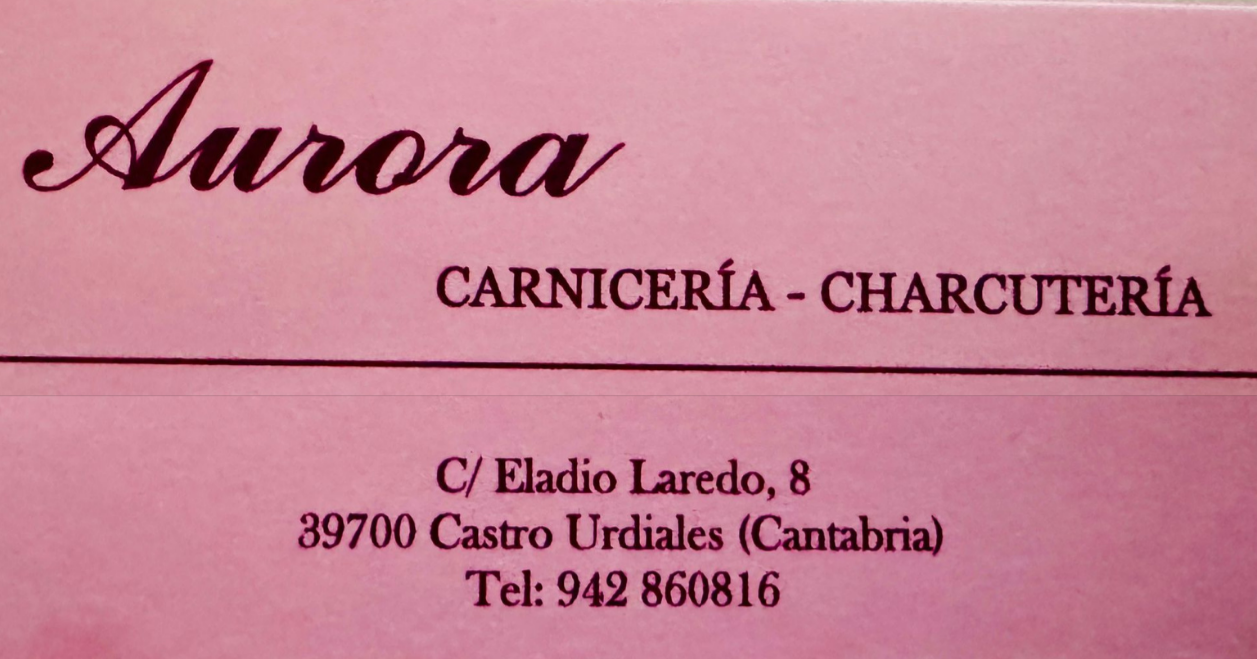 Aurora
CARNICERÍA - CHARCUTERÍA
C/ Eladio Laredo, 8
39700 Castro Urdiales (Cantabria)
Tel: 942 860816